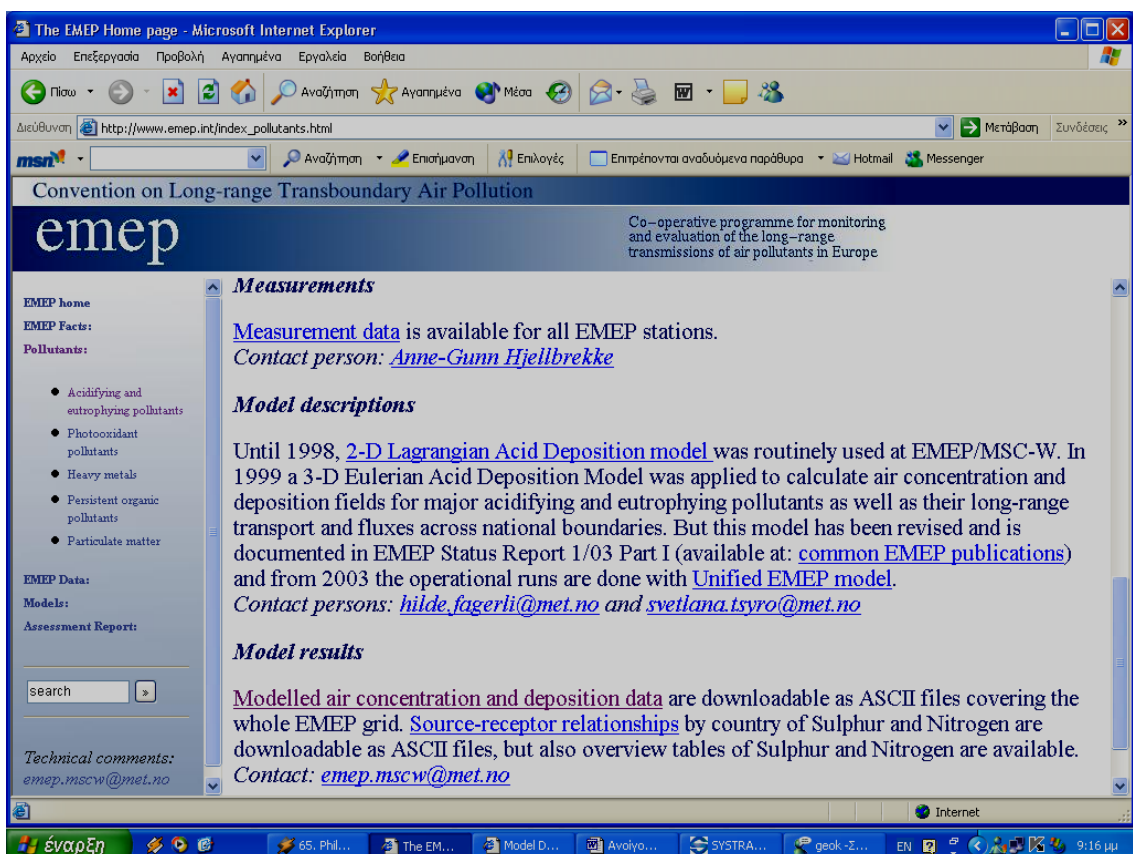 The EMEP Home page - Microsoft Internet Explorer
Αρχείο Επεξεργασία Προβολή Αγαπημένα Εργαλεία Βοήθεια
Πίσω Αναζήτηση Αγαπημένα Μέσα
Διεύθυνση http://www.emep.int/index_pollutants.html Μετάβαση Συνδέσεις »
msn Αναζήτηση Επισήμανση Επιλογές Επιτρέπονται αναδυόμενα παράθυρα Hotmail Messenger
Convention on Long-range Transboundary Air Pollution
emep
Co-operative programme for monitoring
and evaluation of the long-range
transmissions of air pollutants in Europe
EMEP home
EMEP Facts:
Pollutants:
Acidifying and
eutrophying pollutants
Photooxidant
pollutants
Heavy metals
Persistent organic
pollutants
Particulate matter
EMEP Data:
Models:
Assessment Report:
search »
Technical comments:
emep.mscw@met.no
Measurements
Measurement data is available for all EMEP stations.
Contact person: Anne-Gunn Hjellbrekke
Model descriptions
Until 1998, 2-D Lagrangian Acid Deposition model was routinely used at EMEP/MSC-W. In
1999 a 3-D Eulerian Acid Deposition Model was applied to calculate air concentration and
deposition fields for major acidifying and eutrophying pollutants as well as their long-range
transport and fluxes across national boundaries. But this model has been revised and is
documented in EMEP Status Report 1/03 Part I (available at: common EMEP publications)
and from 2003 the operational runs are done with Unified EMEP model.
Contact persons: hilde.fagerli@met.no and svetlana.tsyro@met.no
Model results
Modelled air concentration and deposition data are downloadable as ASCII files covering the
whole EMEP grid. Source-receptor relationships by country of Sulphur and Nitrogen are
downloadable as ASCII files, but also overview tables of Sulphur and Nitrogen are available.
Contact: emep.mscw@met.no
Internet
έναρξη 65. Phil... The EM... Model D... Ανοίγο... SYSTRA... geok -Σ... EN 9:16 μμ